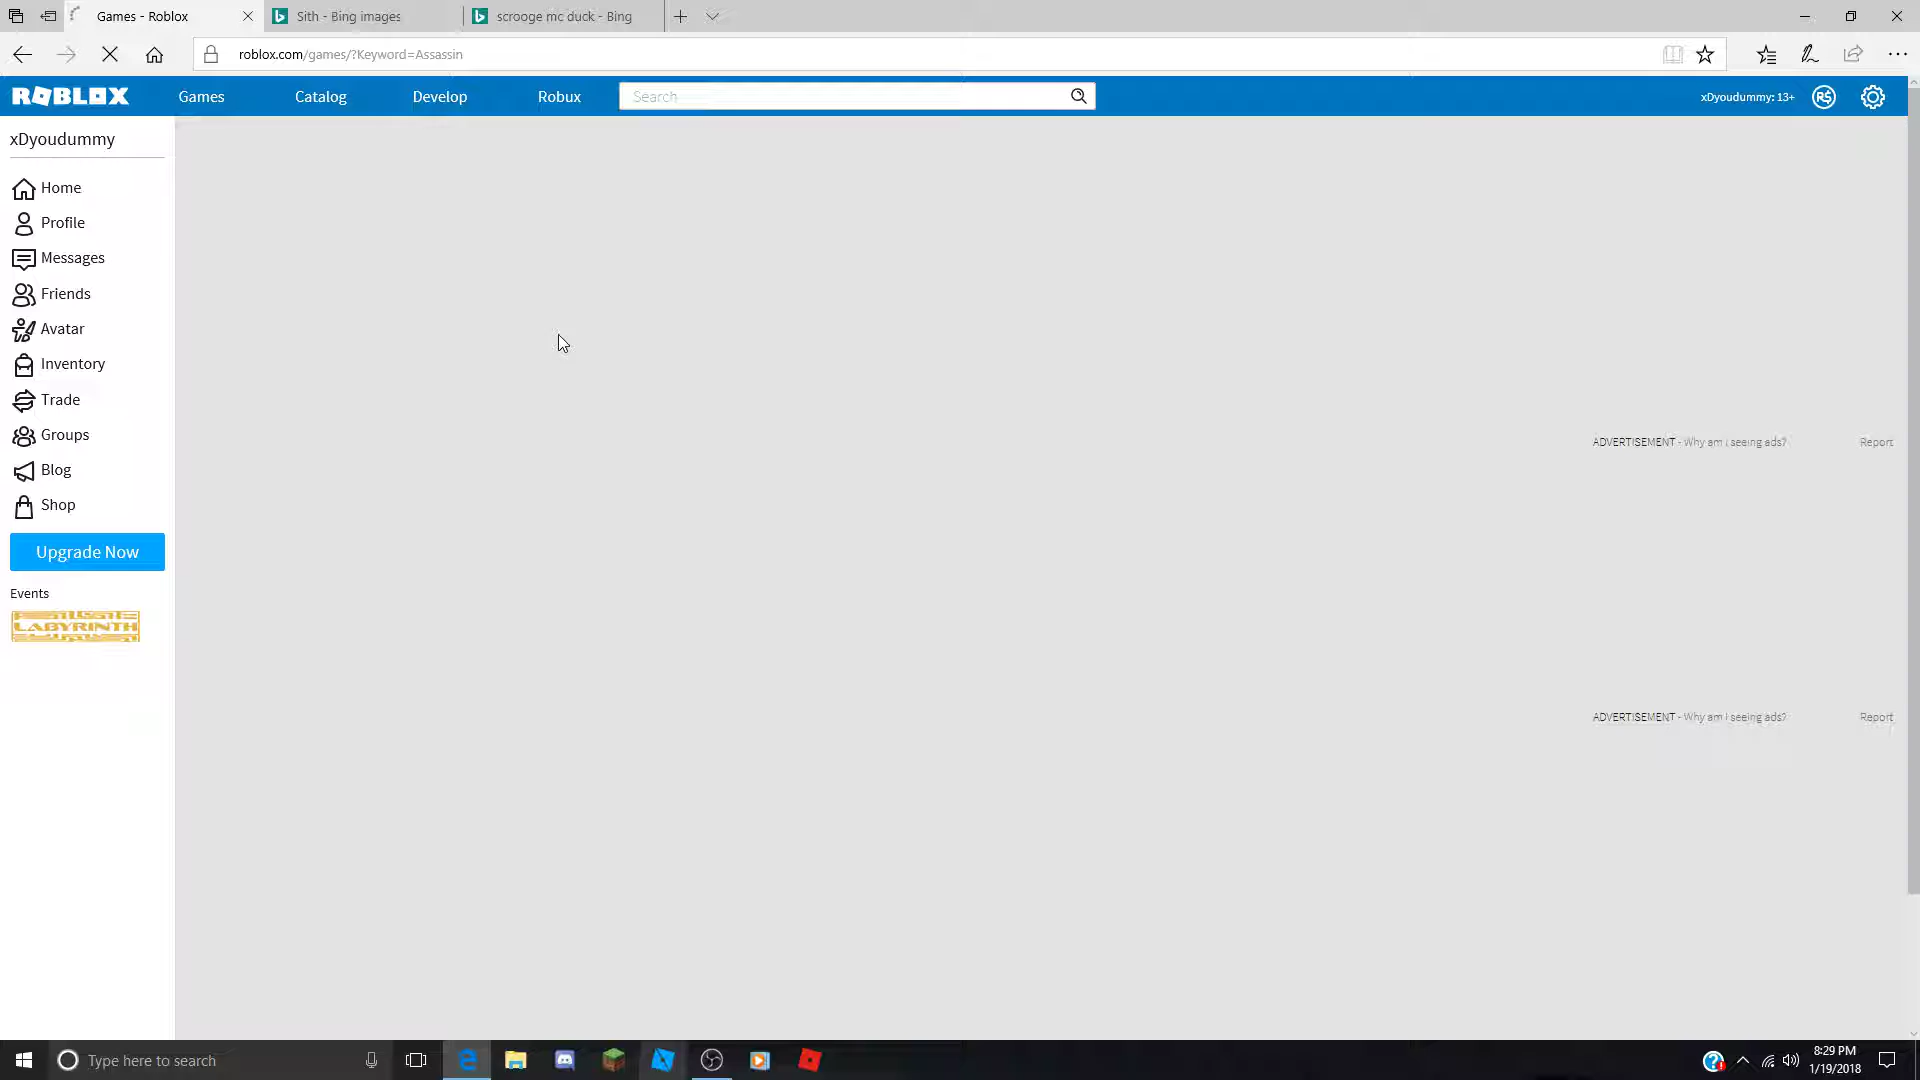 Games - Roblox
Sith - Bing images
scrooge mc duck - Bing
roblox.com/games/?Keyword=Assassin
ROBLOX
Games
Catalog
Develop
Robux
Search
xDyoudummy: 13+
R$
xDyoudummy
Home
Profile
Messages
Friends
Avatar
Inventory
Trade
Groups
Blog
Shop
Upgrade Now
Events
LABYRINTH
ADVERTISEMENT - Why am I seeing ads? Report
ADVERTISEMENT - Why am I seeing ads? Report
Type here to search
8:29 PM
1/19/2018